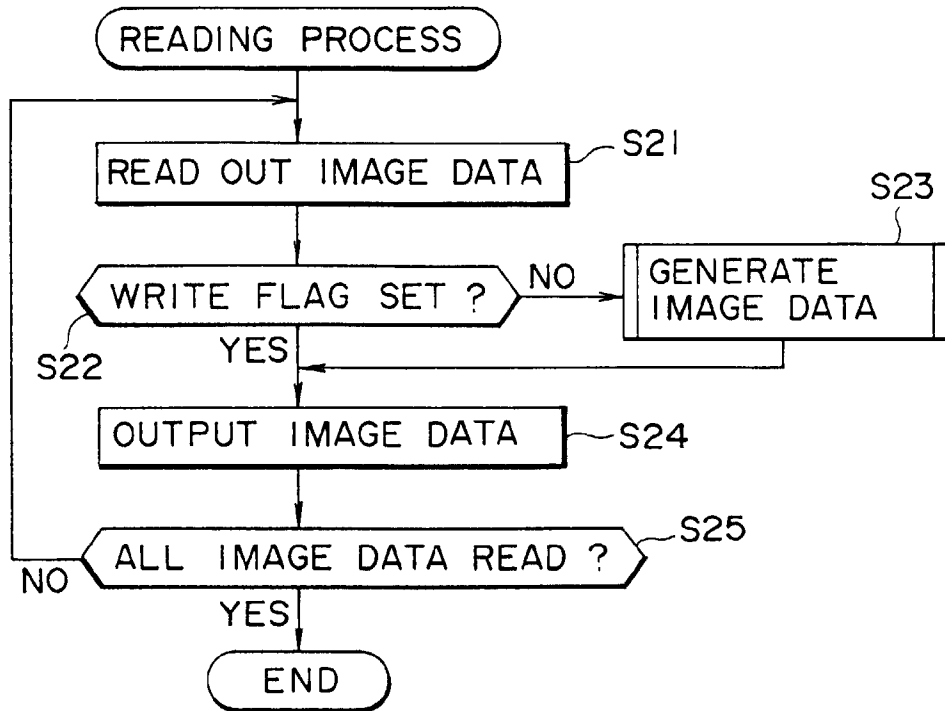 READING PROCESS
READ OUT IMAGE DATA
S21
S23
WRITE FLAG SET ?
NO
GENERATE
IMAGE DATA
S22
YES
OUTPUT IMAGE DATA
S24
ALL IMAGE DATA READ ?
S25
NO
YES
END